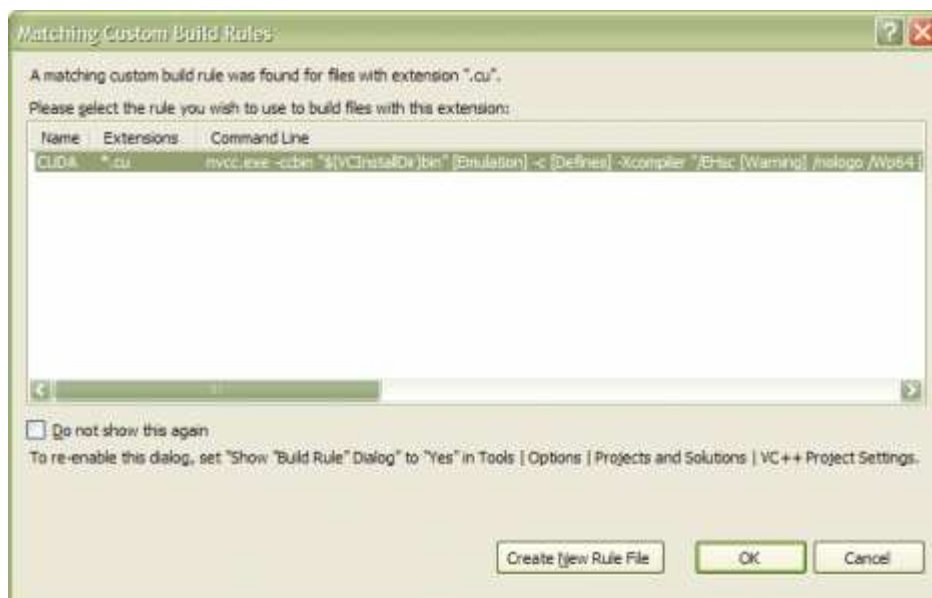 Matching Custom Build Rules
A matching custom build rule was found for files with extension ".cu".
Please select the rule you wish to use to build files with this extension:
Name Extensions Command Line
CUDA *.cu nvcc.exe -ccbin "$(VCInstallDir)bin" [Emulation] -c [Defines] -Xcompiler "/EHsc [Warning] /nologo /Wp64 [
Do not show this again
To re-enable this dialog, set "Show "Build Rule" Dialog" to "Yes" in Tools | Options | Projects and Solutions | VC++ Project Settings.
Create New Rule File OK Cancel